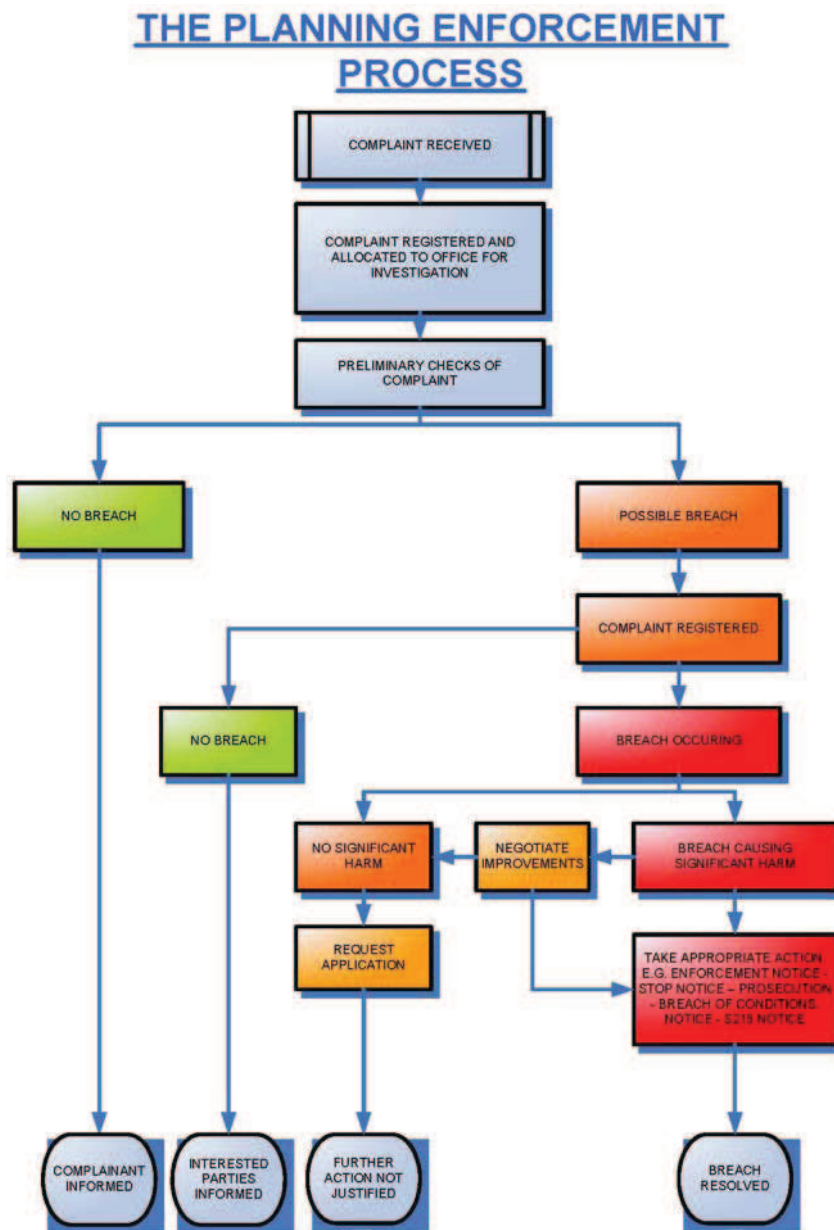 THE PLANNING ENFORCEMENT
PROCESS
COMPLAINT RECEIVED
COMPLAINT REGISTERED AND
ALLOCATED TO OFFICE FOR
INVESTIGATION
PRELIMINARY CHECKS OF
COMPLAINT
NO BREACH
POSSIBLE BREACH
COMPLAINT REGISTERED
NO BREACH
BREACH OCCURING
NO SIGNIFICANT
HARM
NEGOTIATE
IMPROVEMENTS
BREACH CAUSING
SIGNIFICANT HARM
REQUEST
APPLICATION
TAKE APPROPRIATE ACTION
E.G. ENFORCEMENT NOTICE -
STOP NOTICE – PROSECUTION
- BREACH OF CONDITIONS
NOTICE - S215 NOTICE
COMPLAINANT
INFORMED
INTERESTED
PARTIES
INFORMED
FURTHER
ACTION NOT
JUSTIFIED
BREACH
RESOLVED